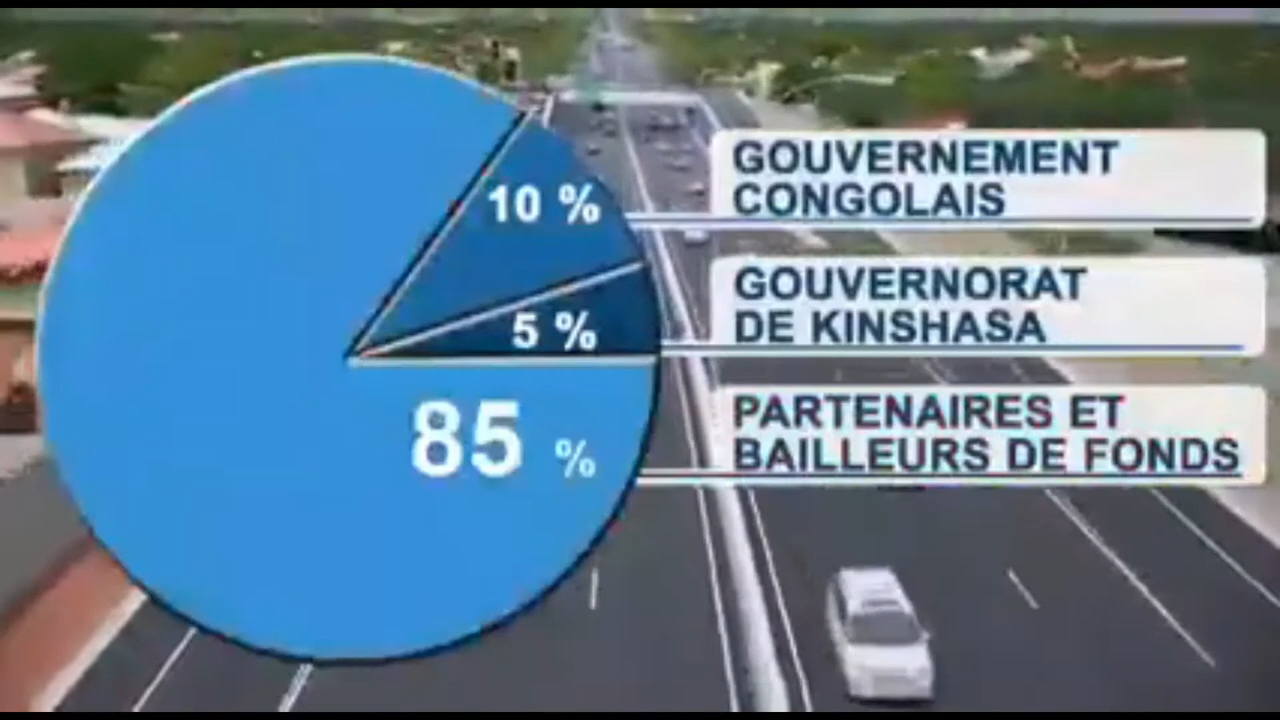 10 %
GOUVERNEMENT
CONGOLAIS
5 %
GOUVERNORAT
DE KINSHASA
85 %
PARTENAIRES ET
BAILLEURS DE FONDS